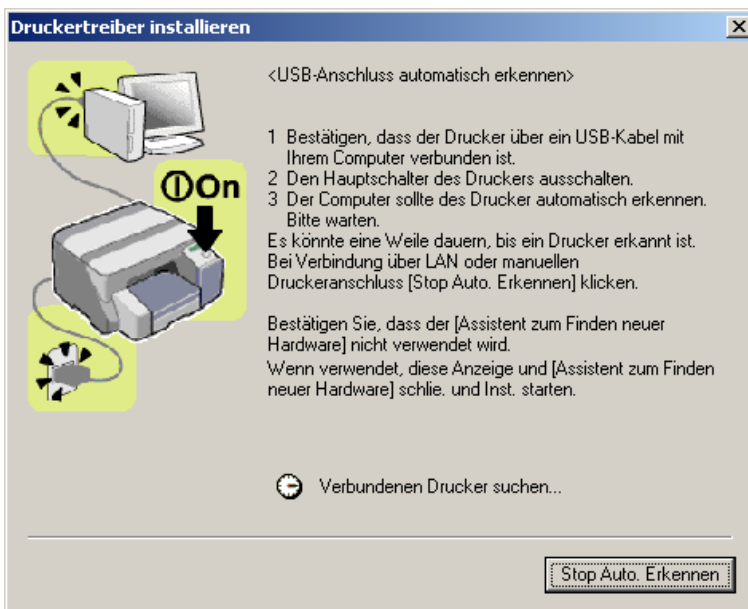 Druckertreiber installieren
<USB-Anschluss automatisch erkennen>
1 Bestätigen, dass der Drucker über ein USB-Kabel mit
Ihrem Computer verbunden ist.
2 Den Hauptschalter des Druckers ausschalten.
3 Der Computer sollte des Drucker automatisch erkennen.
Bitte warten.
Es könnte eine Weile dauern, bis ein Drucker erkannt ist.
Bei Verbindung über LAN oder manuellen
Druckeranschluss [Stop Auto. Erkennen] klicken.
Bestätigen Sie, dass der [Assistent zum Finden neuer
Hardware] nicht verwendet wird.
Wenn verwendet, diese Anzeige und [Assistent zum Finden
neuer Hardware] schlie. und Inst. starten.
On
Verbundenen Drucker suchen...
Stop Auto. Erkennen